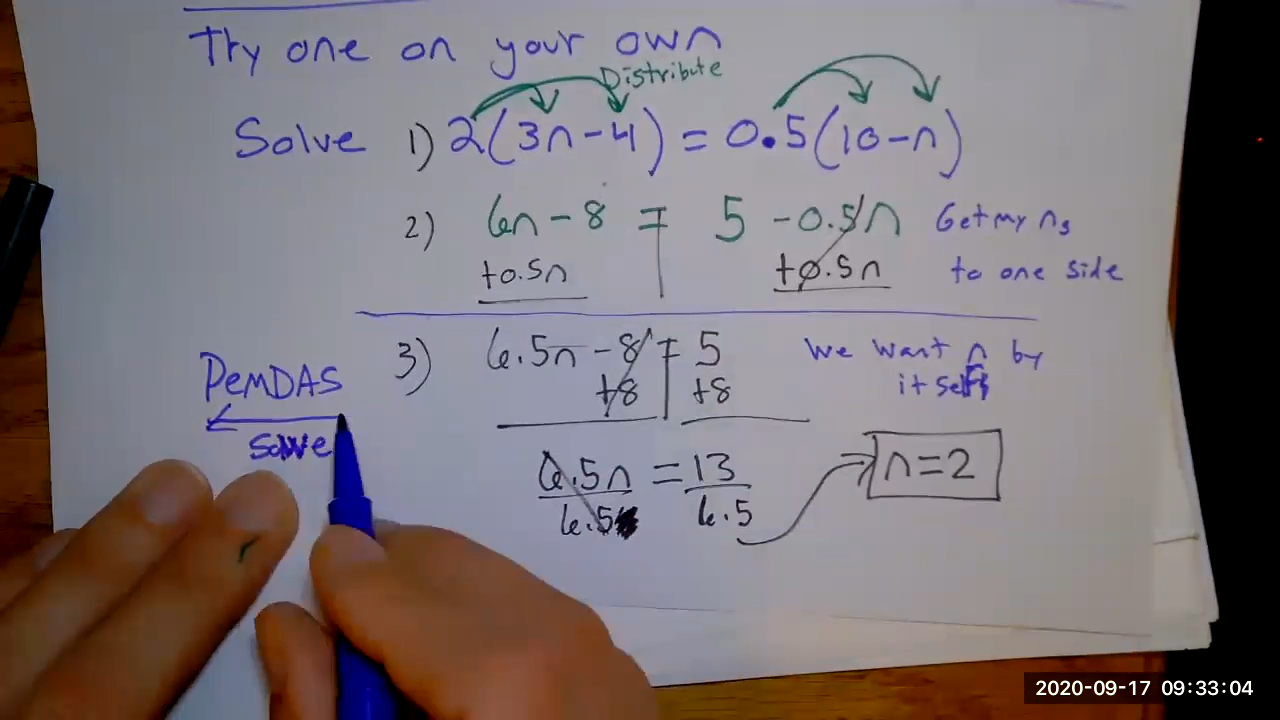 Try one on your own
Distribute
Solve 1) 2(3n-4) = 0.5(10-n)
2) 6n-8 = 5 -0.5n Get my ns
+0.5n +0.5n to one side
3) 6.5n -8 = 5 We want n by
+8 +8 itself
PEMDAS
Solve
6.5n = 13 n=2
6.5 6.5
2020-09-17 09:33:04